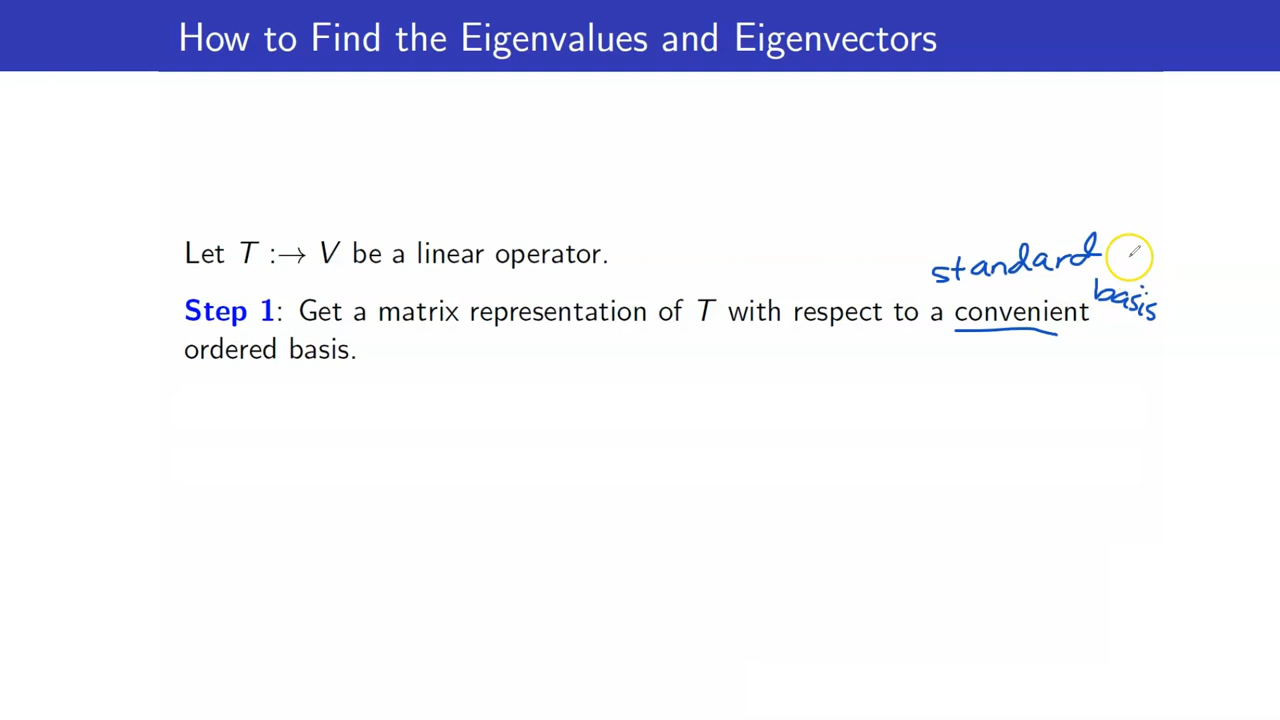 How to Find the Eigenvalues and Eigenvectors
Let T :→ V be a linear operator.
standard
basis
Step 1: Get a matrix representation of T with respect to a convenient
ordered basis.